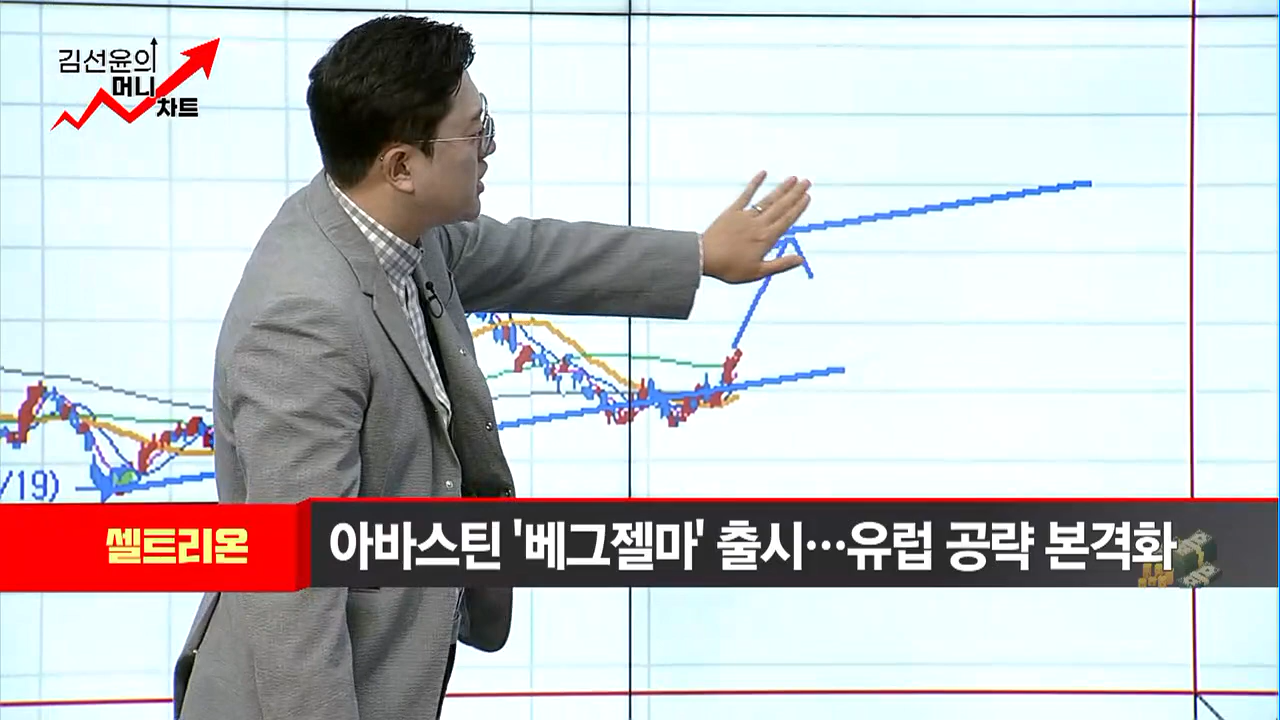 김선윤의
머니
차트
/19)
셀트리온
아바스틴 '베그젤마' 출시…유럽 공략 본격화